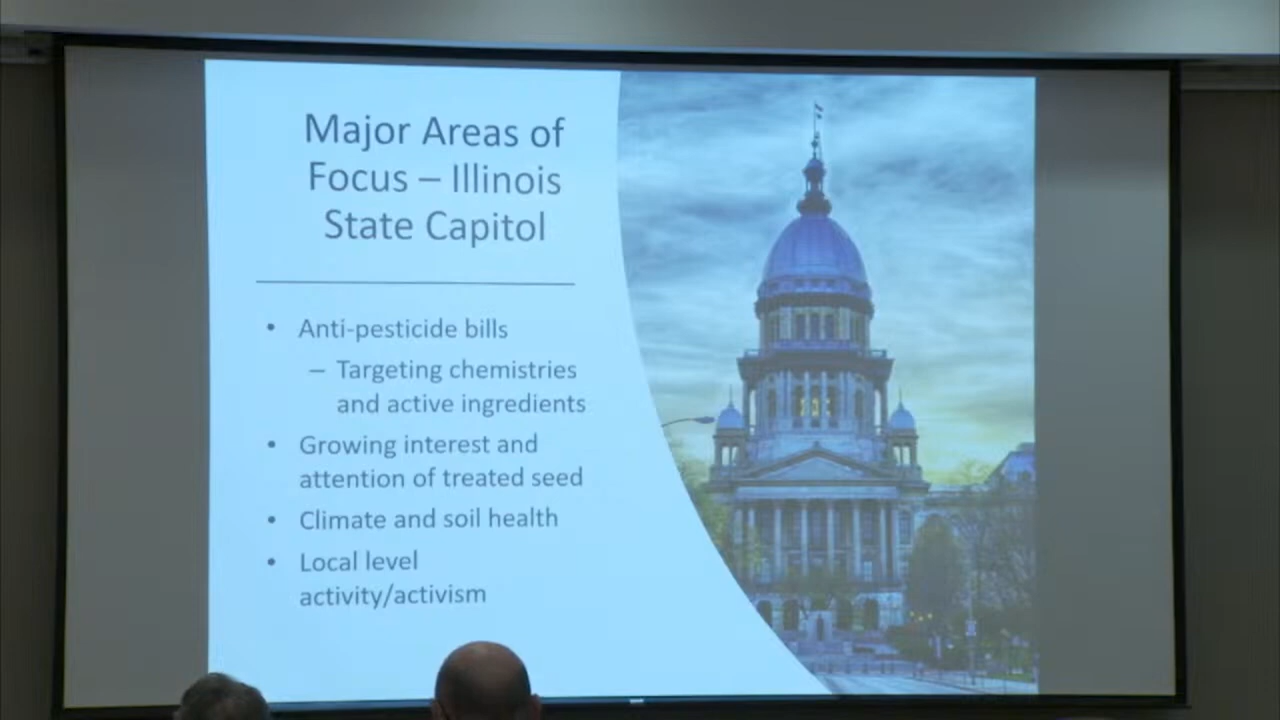 Major Areas of
Focus – Illinois
State Capitol
• Anti-pesticide bills
– Targeting chemistries
and active ingredients
• Growing interest and
attention of treated seed
• Climate and soil health
• Local level
activity/activism